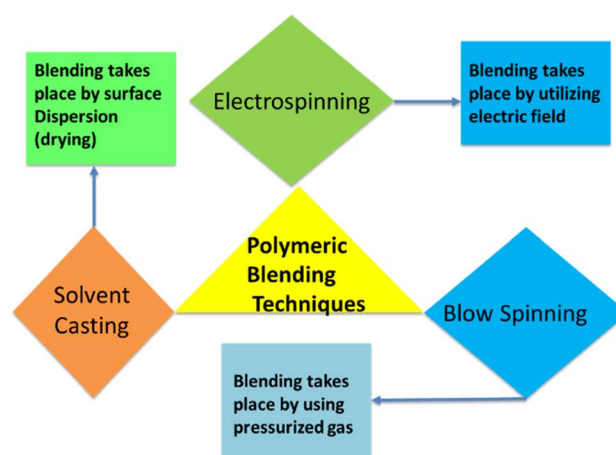 Blending takes
place by surface
Dispersion
(drying)
Electrospinning
Blending takes
place by utilizing
electric field
Polymeric
Blending
Techniques
Solvent
Casting
Blow Spinning
Blending takes
place by using
pressurized gas